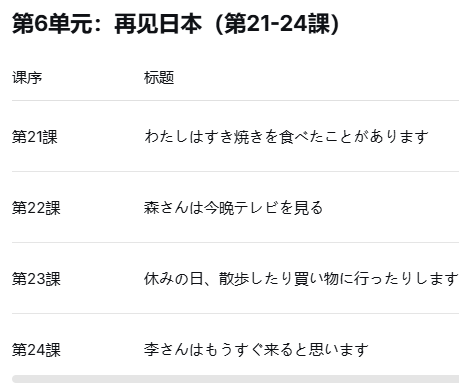 第6单元：再见日本（第21-24課）
课序 标题
第21課 わたしはすき焼きを食べたことがあります
第22課 森さんは今晩テレビを見る
第23課 休みの日、散歩したり買い物に行ったりします
第24課 李さんはもうすぐ来ると思います